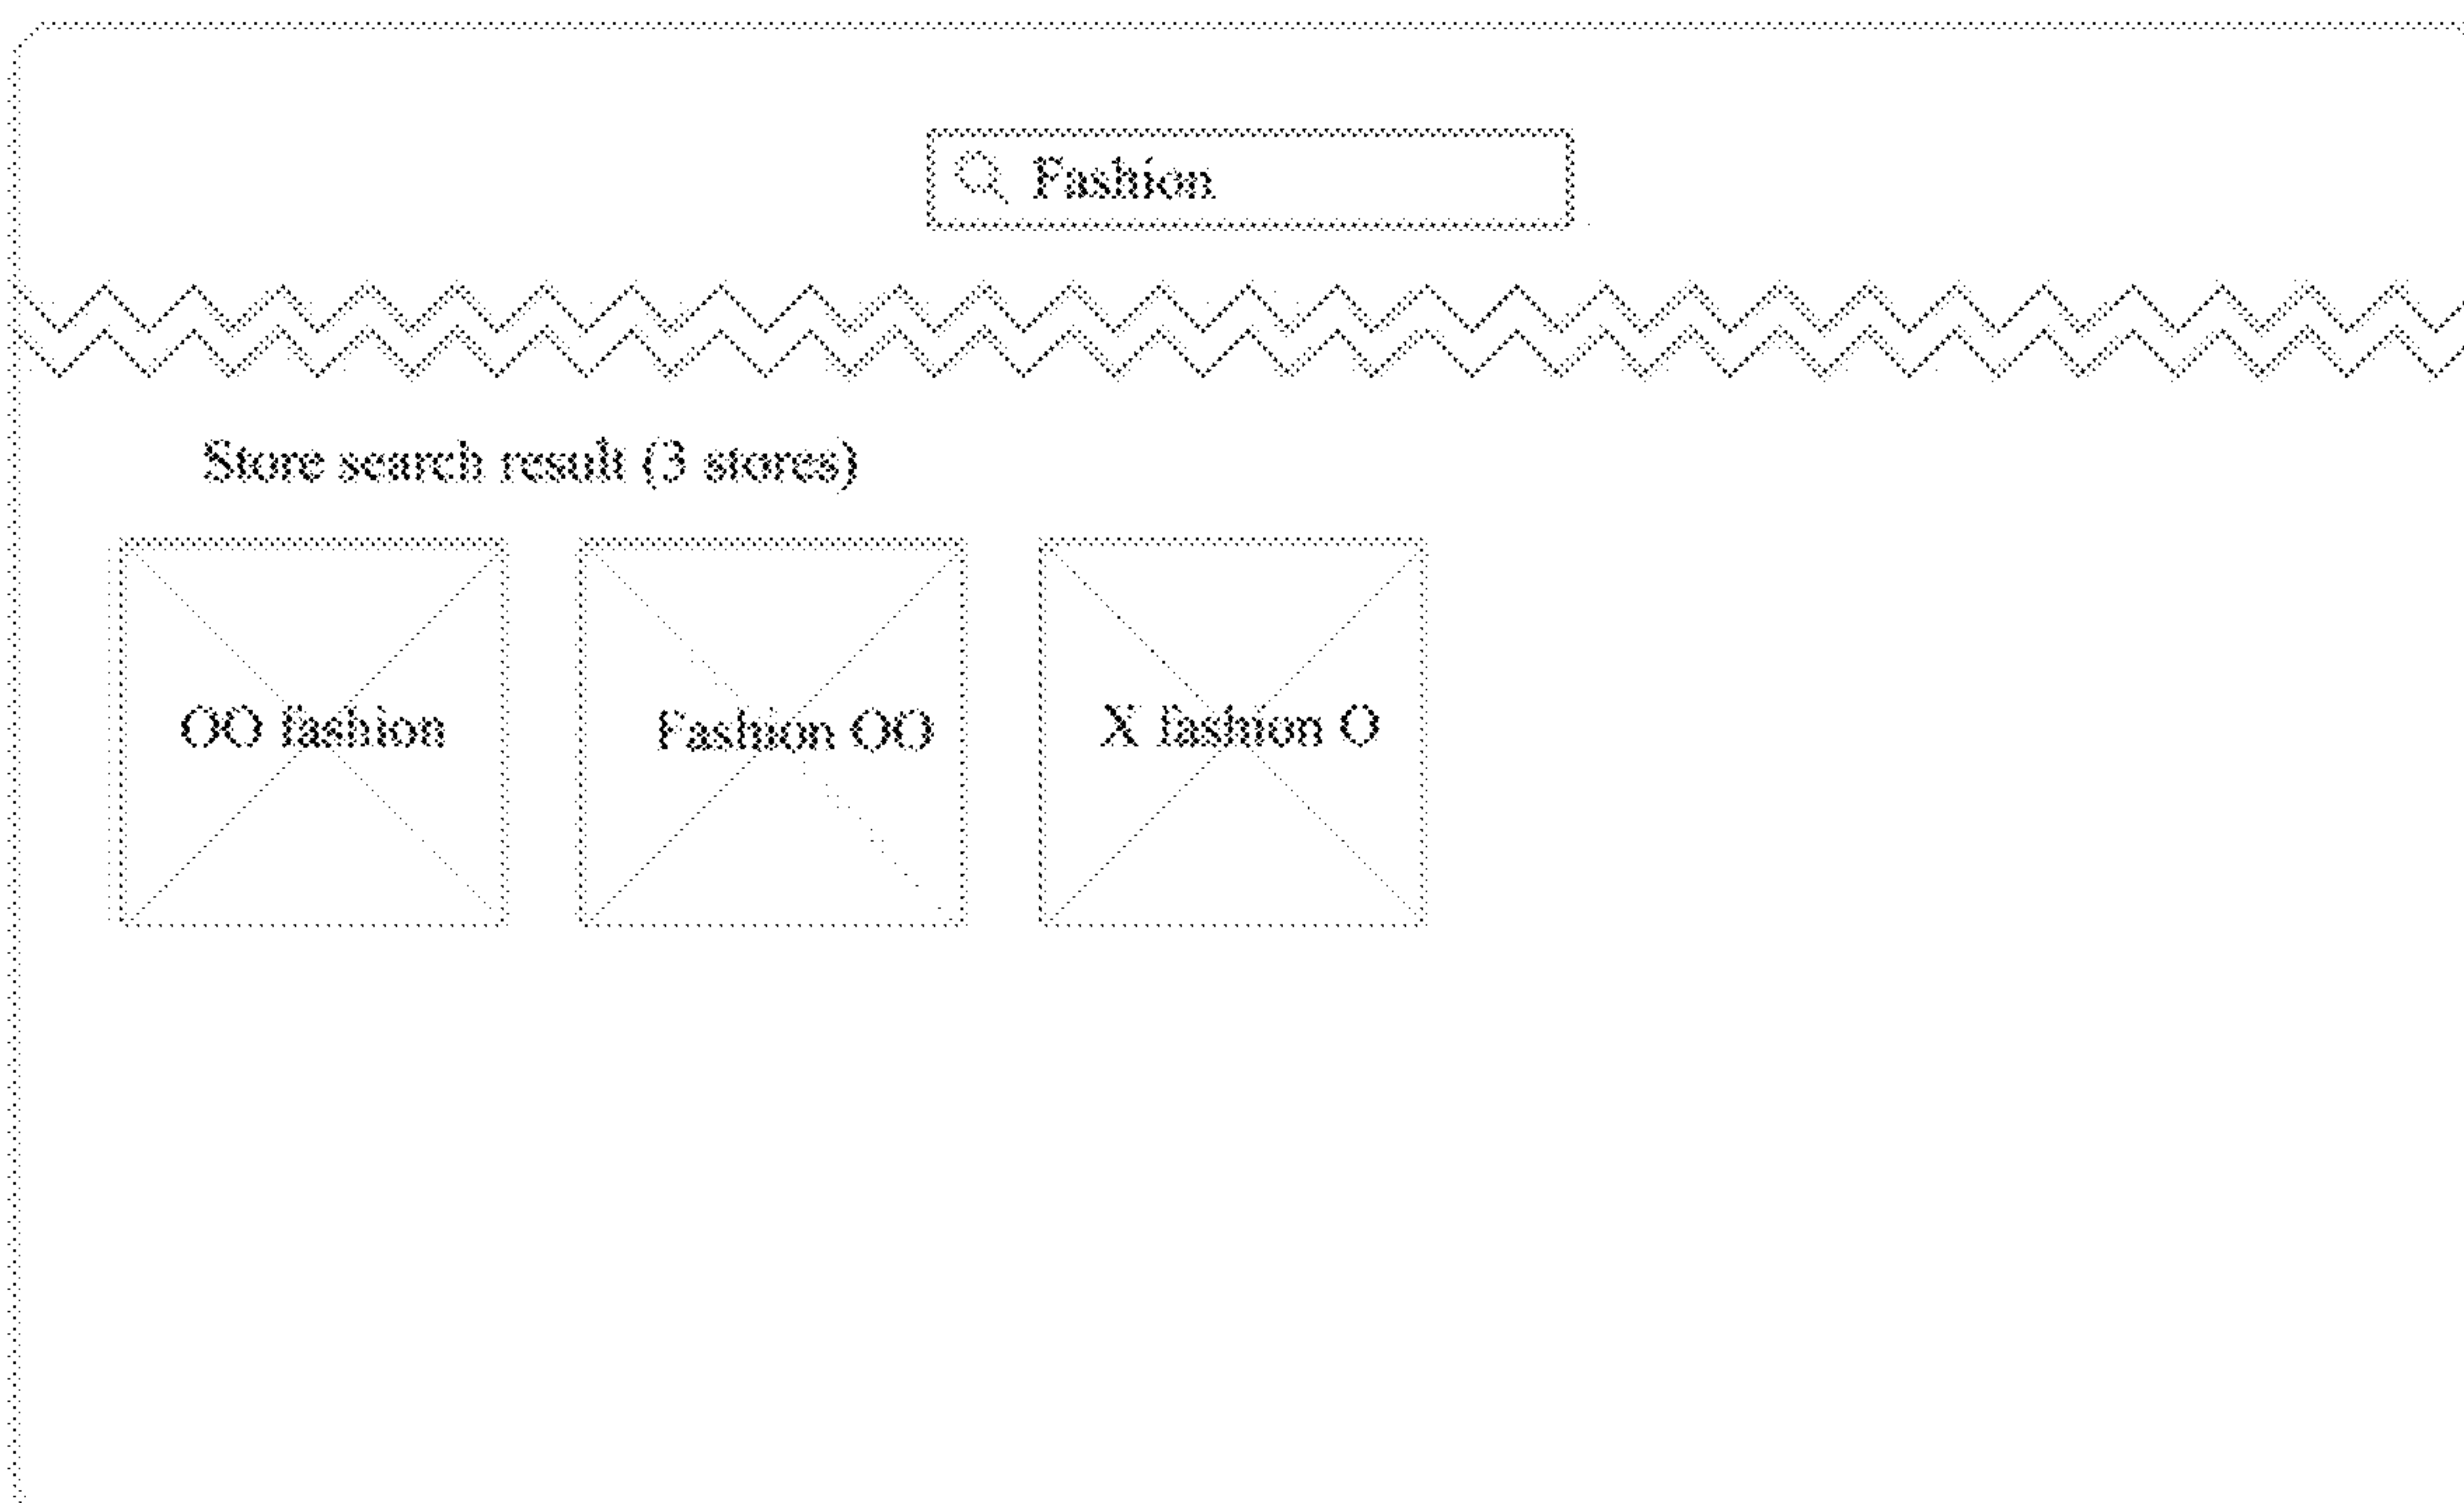 Fashion
Store search result (3 stores)
OO fashion
Fashion OO
X fashion O